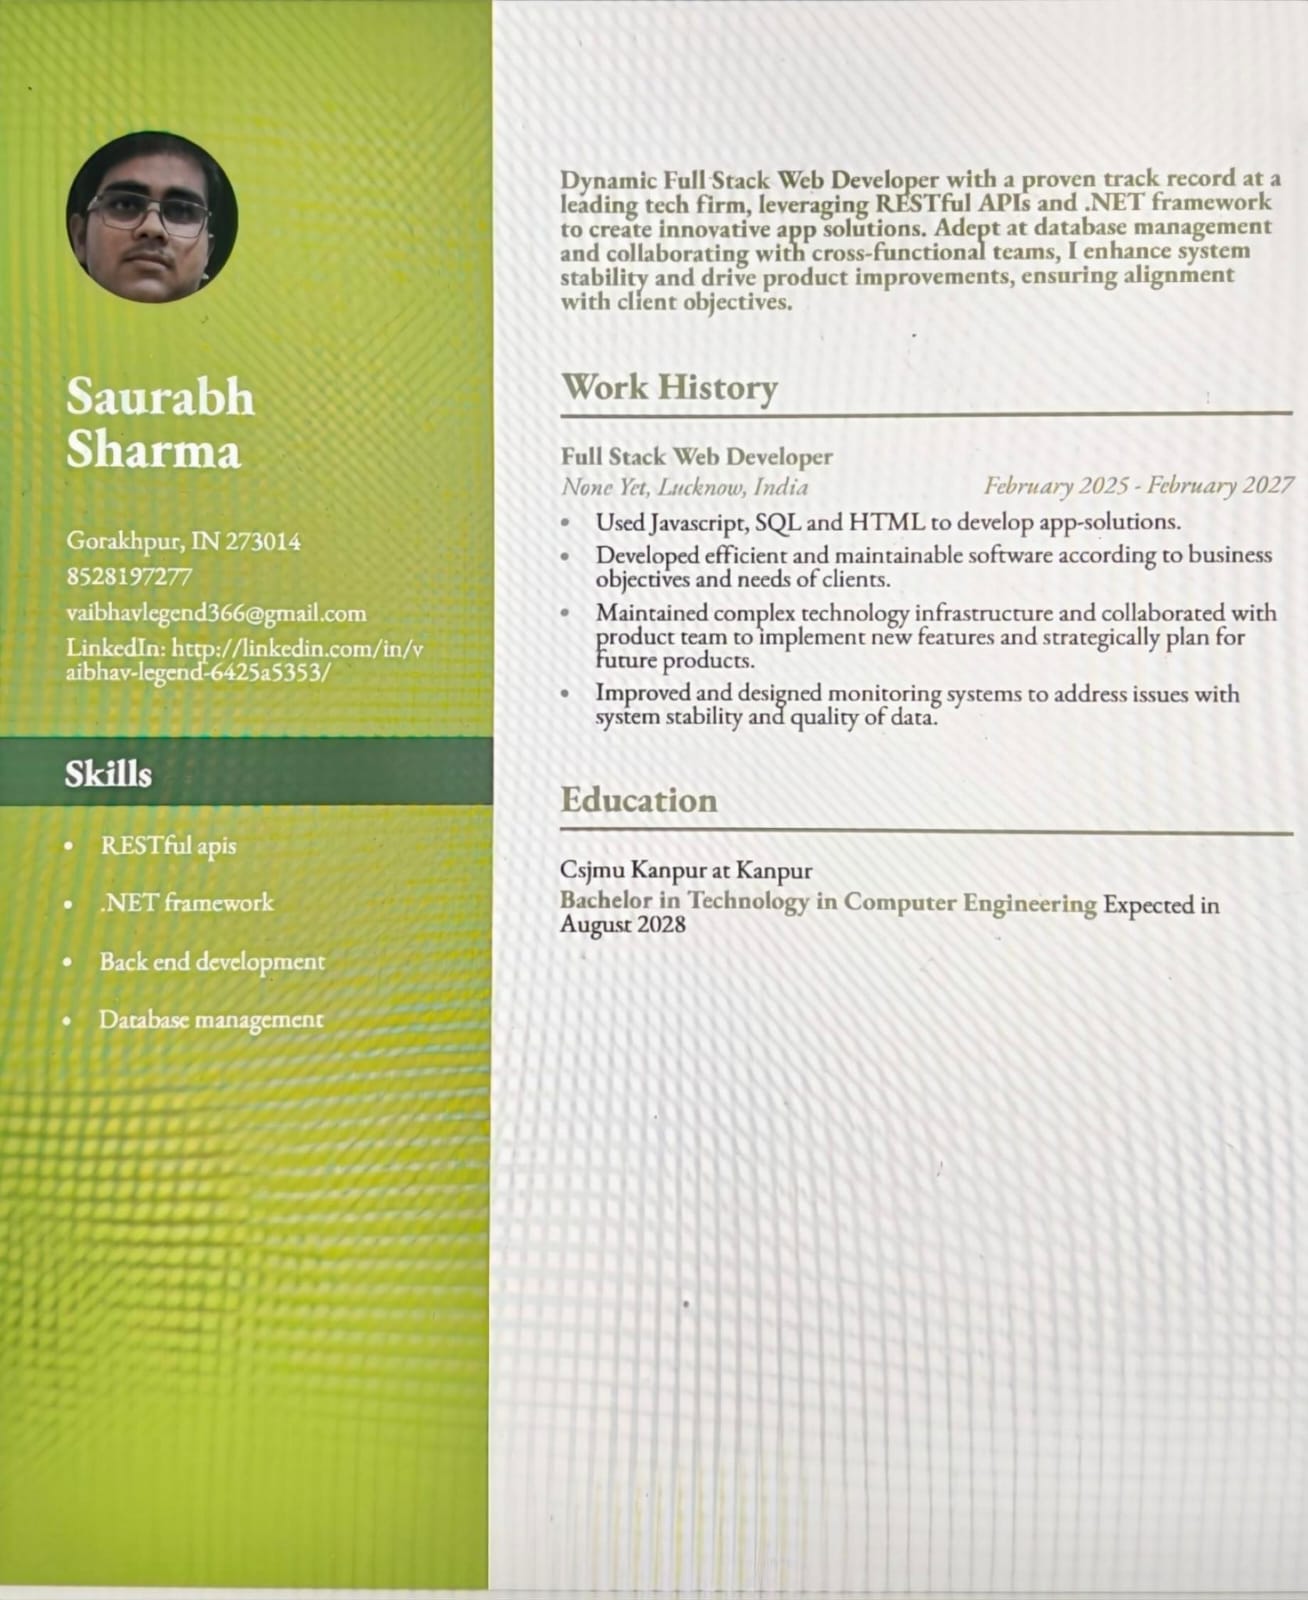 Saurabh
Sharma
Gorakhpur, IN 273014
8528197277
vaibhavlegend366@gmail.com
LinkedIn: http://linkedin.com/in/v
aibhav-legend-6425a5353/
Skills
• RESTful apis
• .NET framework
• Back end development
• Database management
Dynamic Full Stack Web Developer with a proven track record at a
leading tech firm, leveraging RESTful APIs and .NET framework
to create innovative app solutions. Adept at database management
and collaborating with cross-functional teams, I enhance system
stability and drive product improvements, ensuring alignment
with client objectives.
Work History
Full Stack Web Developer
None Yet, Lucknow, India February 2025 - February 2027
• Used Javascript, SQL and HTML to develop app-solutions.
• Developed efficient and maintainable software according to business
objectives and needs of clients.
• Maintained complex technology infrastructure and collaborated with
product team to implement new features and strategically plan for
future products.
• Improved and designed monitoring systems to address issues with
system stability and quality of data.
Education
Csjmu Kanpur at Kanpur
Bachelor in Technology in Computer Engineering Expected in
August 2028